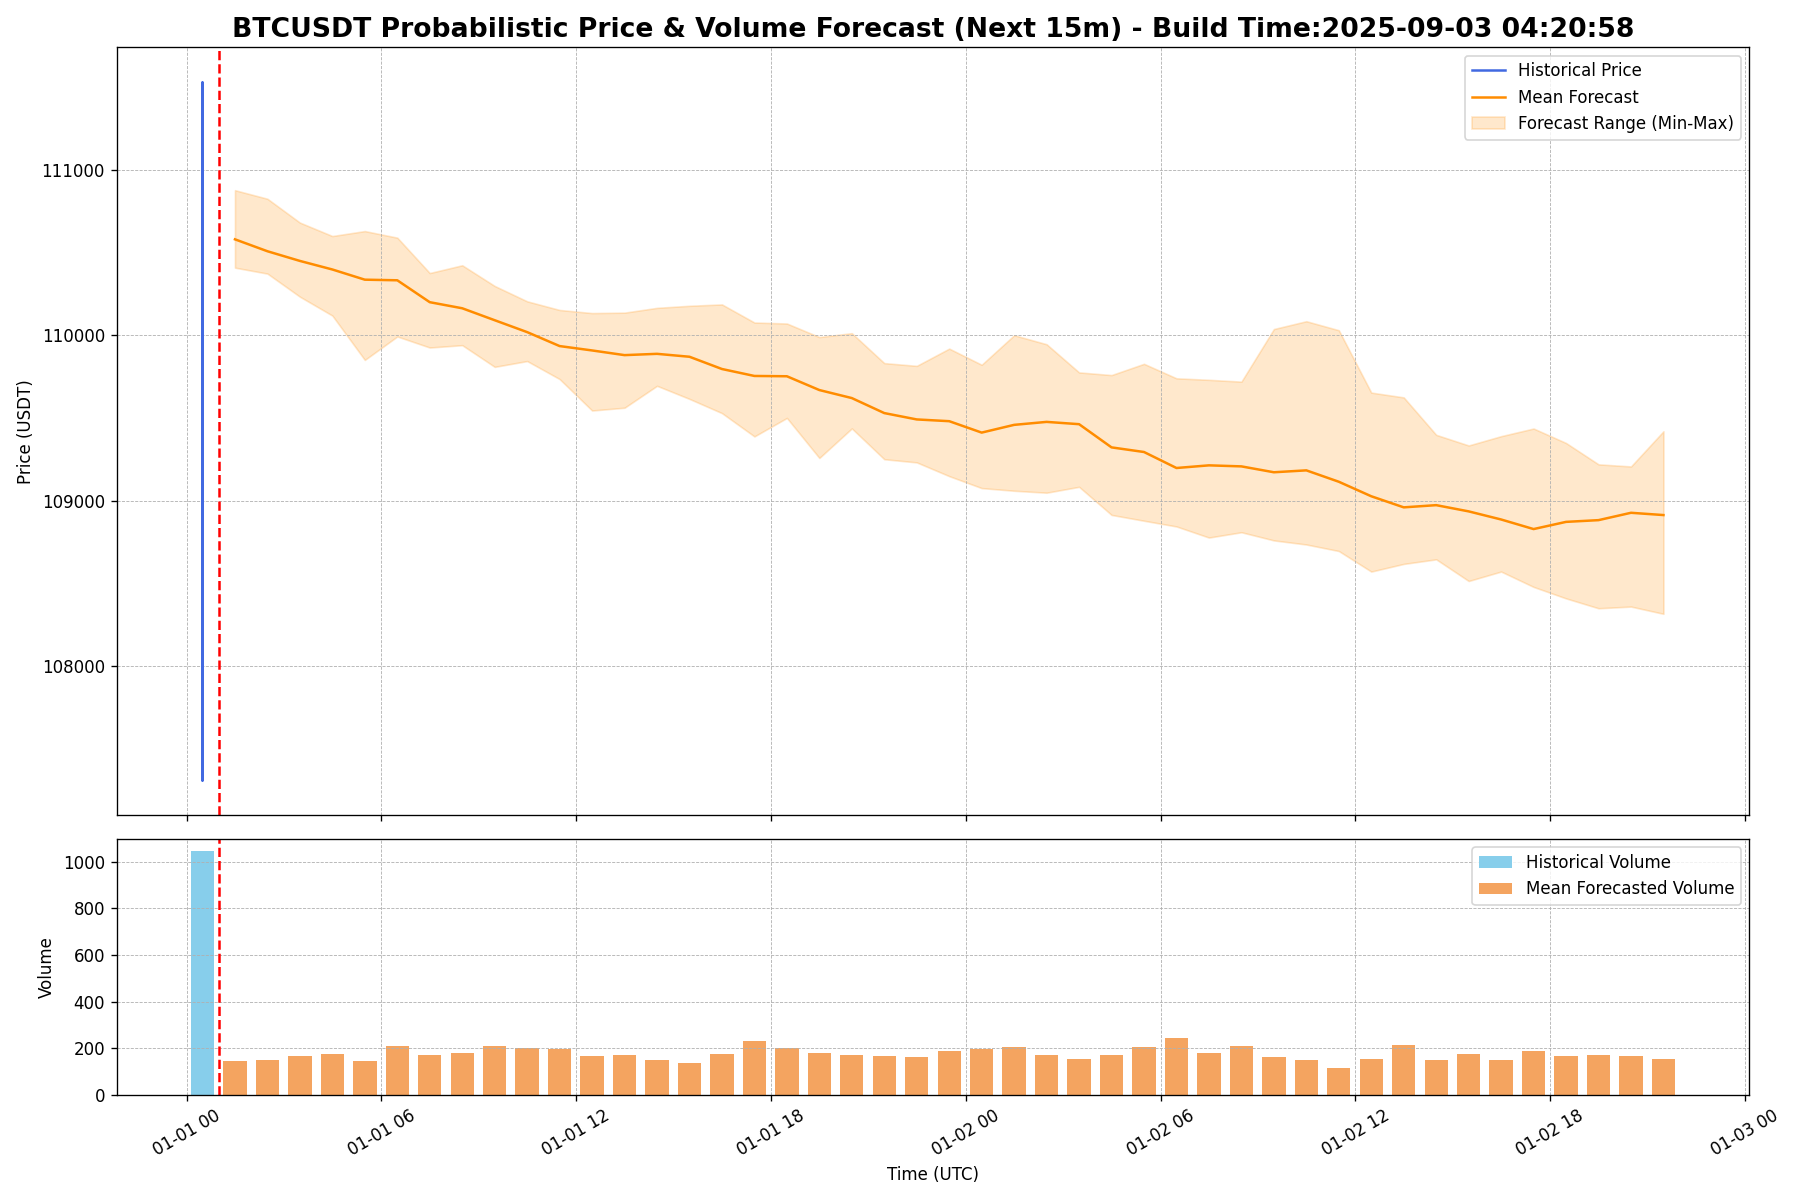 BTCUSDT Probabilistic Price & Volume Forecast (Next 15m) - Build Time:2025-09-03 04:20:58
Historical Price
Mean Forecast
Forecast Range (Min-Max)
111000
110000
109000
108000
Price (USDT)
Historical Volume
Mean Forecasted Volume
1000
800
600
400
200
0
Volume
01-01 00
01-01 06
01-01 12
01-01 18
01-02 00
01-02 06
01-02 12
01-02 18
01-03 00
Time (UTC)